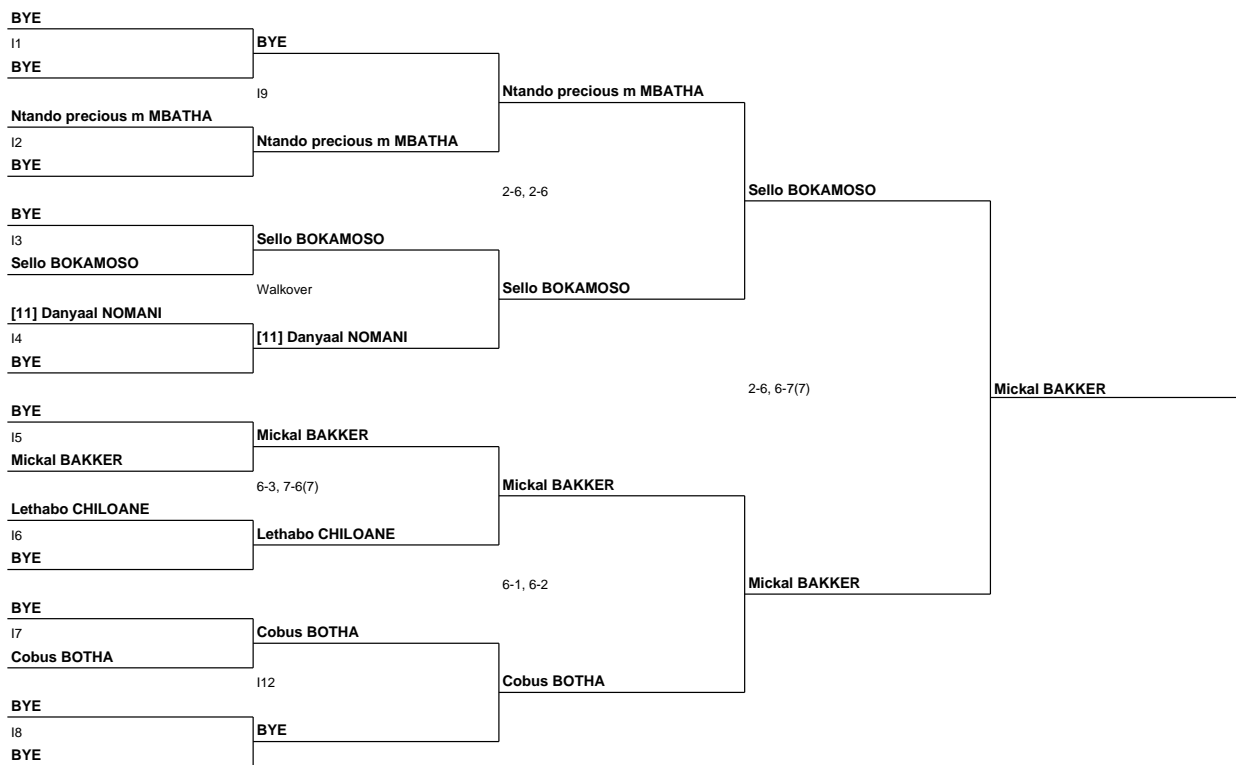 BYE
I1
BYE
BYE
I9
Ntando precious m MBATHA
Ntando precious m MBATHA
I2
Ntando precious m MBATHA
BYE
2-6, 2-6
Sello BOKAMOSO
BYE
I3
Sello BOKAMOSO
Sello BOKAMOSO
Walkover
Sello BOKAMOSO
[11] Danyaal NOMANI
I4
[11] Danyaal NOMANI
BYE
2-6, 6-7(7)
Mickal BAKKER
BYE
I5
Mickal BAKKER
Mickal BAKKER
6-3, 7-6(7)
Mickal BAKKER
Lethabo CHILOANE
I6
Lethabo CHILOANE
BYE
6-1, 6-2
Mickal BAKKER
BYE
I7
Cobus BOTHA
Cobus BOTHA
I12
Cobus BOTHA
BYE
I8
BYE
BYE